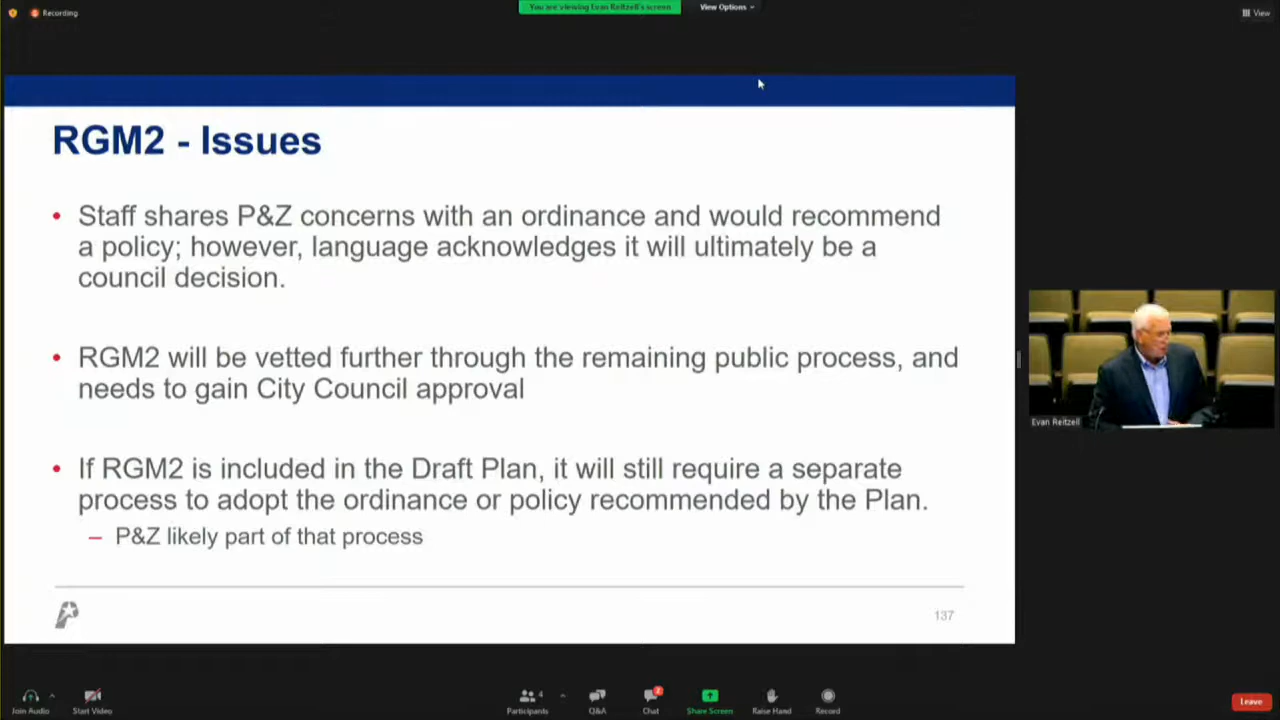 Recording
You are viewing Evan Reitzell's screen
View Options
View
RGM2 - Issues
• Staff shares P&Z concerns with an ordinance and would recommend
a policy; however, language acknowledges it will ultimately be a
council decision.
• RGM2 will be vetted further through the remaining public process, and
needs to gain City Council approval
• If RGM2 is included in the Draft Plan, it will still require a separate
process to adopt the ordinance or policy recommended by the Plan.
– P&Z likely part of that process
137
Evan Reitzell
Join Audio
Start Video
4
Participants
Q&A
2
Chat
Share Screen
Raise Hand
Record
Leave